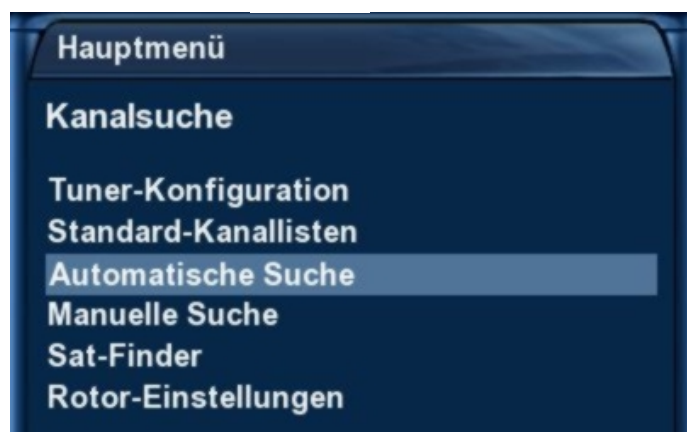 Hauptmenü
Kanalsuche
Tuner-Konfiguration
Standard-Kanallisten
Automatische Suche
Manuelle Suche
Sat-Finder
Rotor-Einstellungen